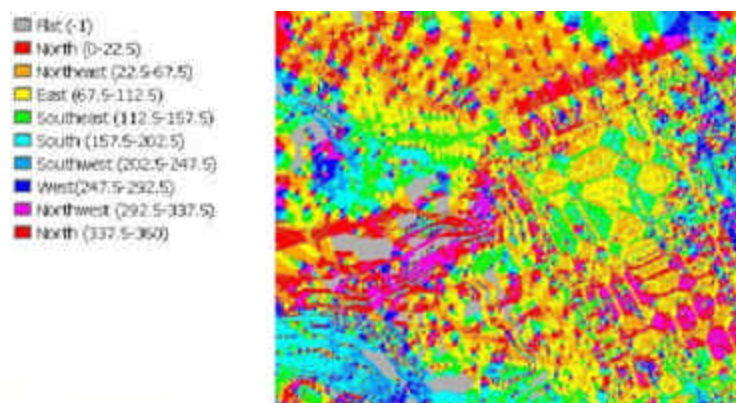 Flat (-1)
North (0-22.5)
Northeast (22.5-67.5)
East (67.5-112.5)
Southeast (112.5-157.5)
South (157.5-202.5)
Southwest (202.5-247.5)
West(247.5-292.5)
Northwest (292.5-337.5)
North (337.5-360)